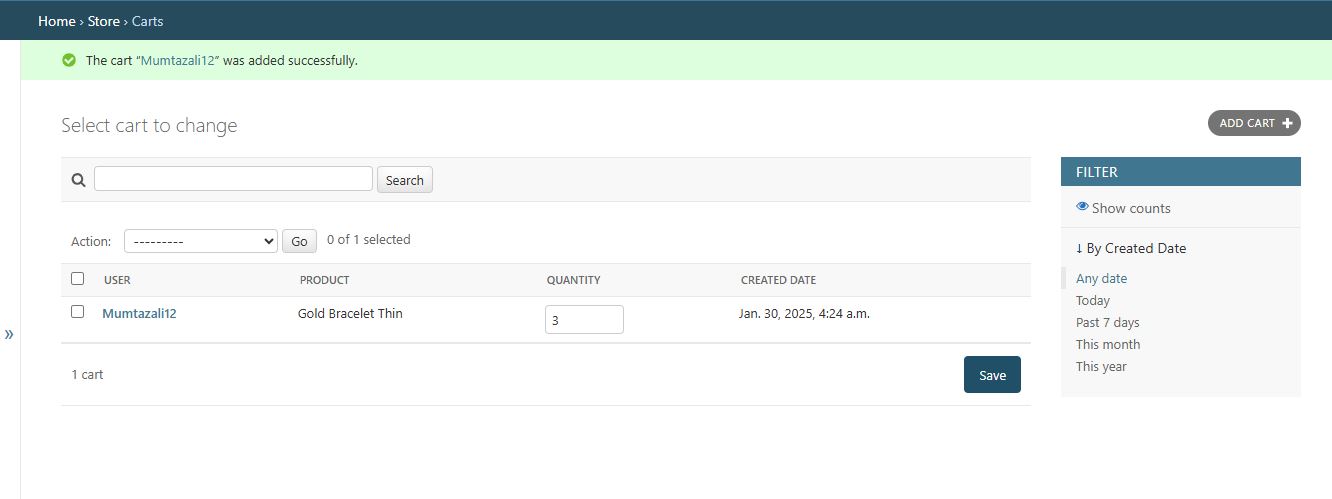 Home › Store › Carts
The cart “Mumtazali12” was added successfully.
Select cart to change
ADD CART +
Search
FILTER
Show counts
Action: --------- Go 0 of 1 selected
↓ By Created Date
USER PRODUCT QUANTITY CREATED DATE
Any date
Today
Past 7 days
This month
This year
Mumtazali12 Gold Bracelet Thin 3 Jan. 30, 2025, 4:24 a.m.
»
1 cart Save